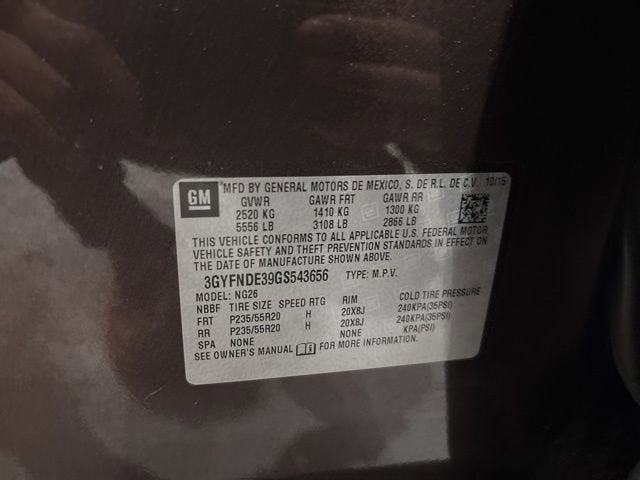 GM
MFD BY GENERAL MOTORS DE MEXICO, S. DE R.L. DE C.V. 10/15
GVWR GAWR FRT GAWR RR
2520 KG 1410 KG 1300 KG
5556 LB 3108 LB 2866 LB
THIS VEHICLE CONFORMS TO ALL APPLICABLE U.S. FEDERAL MOTOR
VEHICLE SAFETY AND THEFT PREVENTION STANDARDS IN EFFECT ON
THE DATE OF MANUFACTURE SHOWN ABOVE.
3GYFNDE39GS543656 TYPE: M.P.V.
MODEL: NG26
NBBF TIRE SIZE SPEED RTG RIM COLD TIRE PRESSURE
FRT P235/55R20 H 20X8J 240KPA(35PSI)
RR P235/55R20 H 20X8J 240KPA(35PSI)
SPA NONE NONE KPA(PSI)
SEE OWNER'S MANUAL FOR MORE INFORMATION